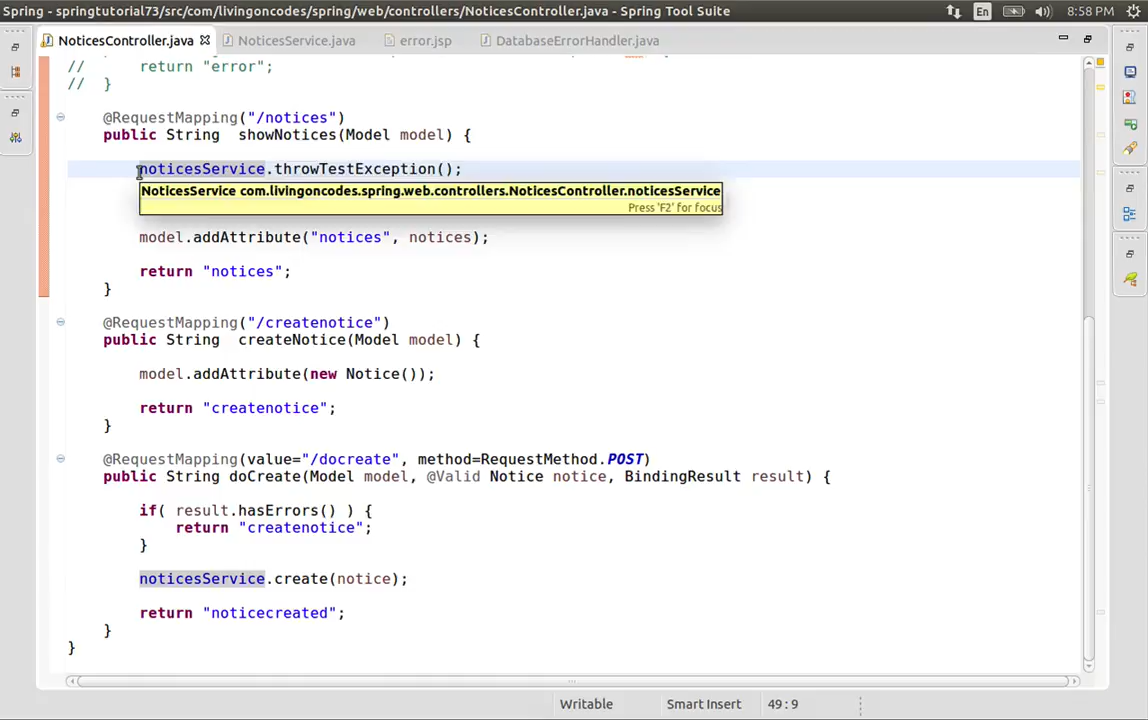 Spring - springtutorial73/src/com/livingoncodes/spring/web/controllers/NoticesController.java - Spring Tool Suite
En
8:58 PM
NoticesController.java
NoticesService.java
error.jsp
DatabaseErrorHandler.java
// return "error";
// }
@RequestMapping("/notices")
public String showNotices(Model model) {
noticesService.throwTestException();
NoticesService com.livingoncodes.spring.web.controllers.NoticesController.noticesService
Press 'F2' for focus
model.addAttribute("notices", notices);
return "notices";
}
@RequestMapping("/createnotice")
public String createNotice(Model model) {
model.addAttribute(new Notice());
return "createnotice";
}
@RequestMapping(value="/docreate", method=RequestMethod.POST)
public String doCreate(Model model, @Valid Notice notice, BindingResult result) {
if( result.hasErrors() ) {
return "createnotice";
}
noticesService.create(notice);
return "noticecreated";
}
}
Writable
Smart Insert
49 : 9